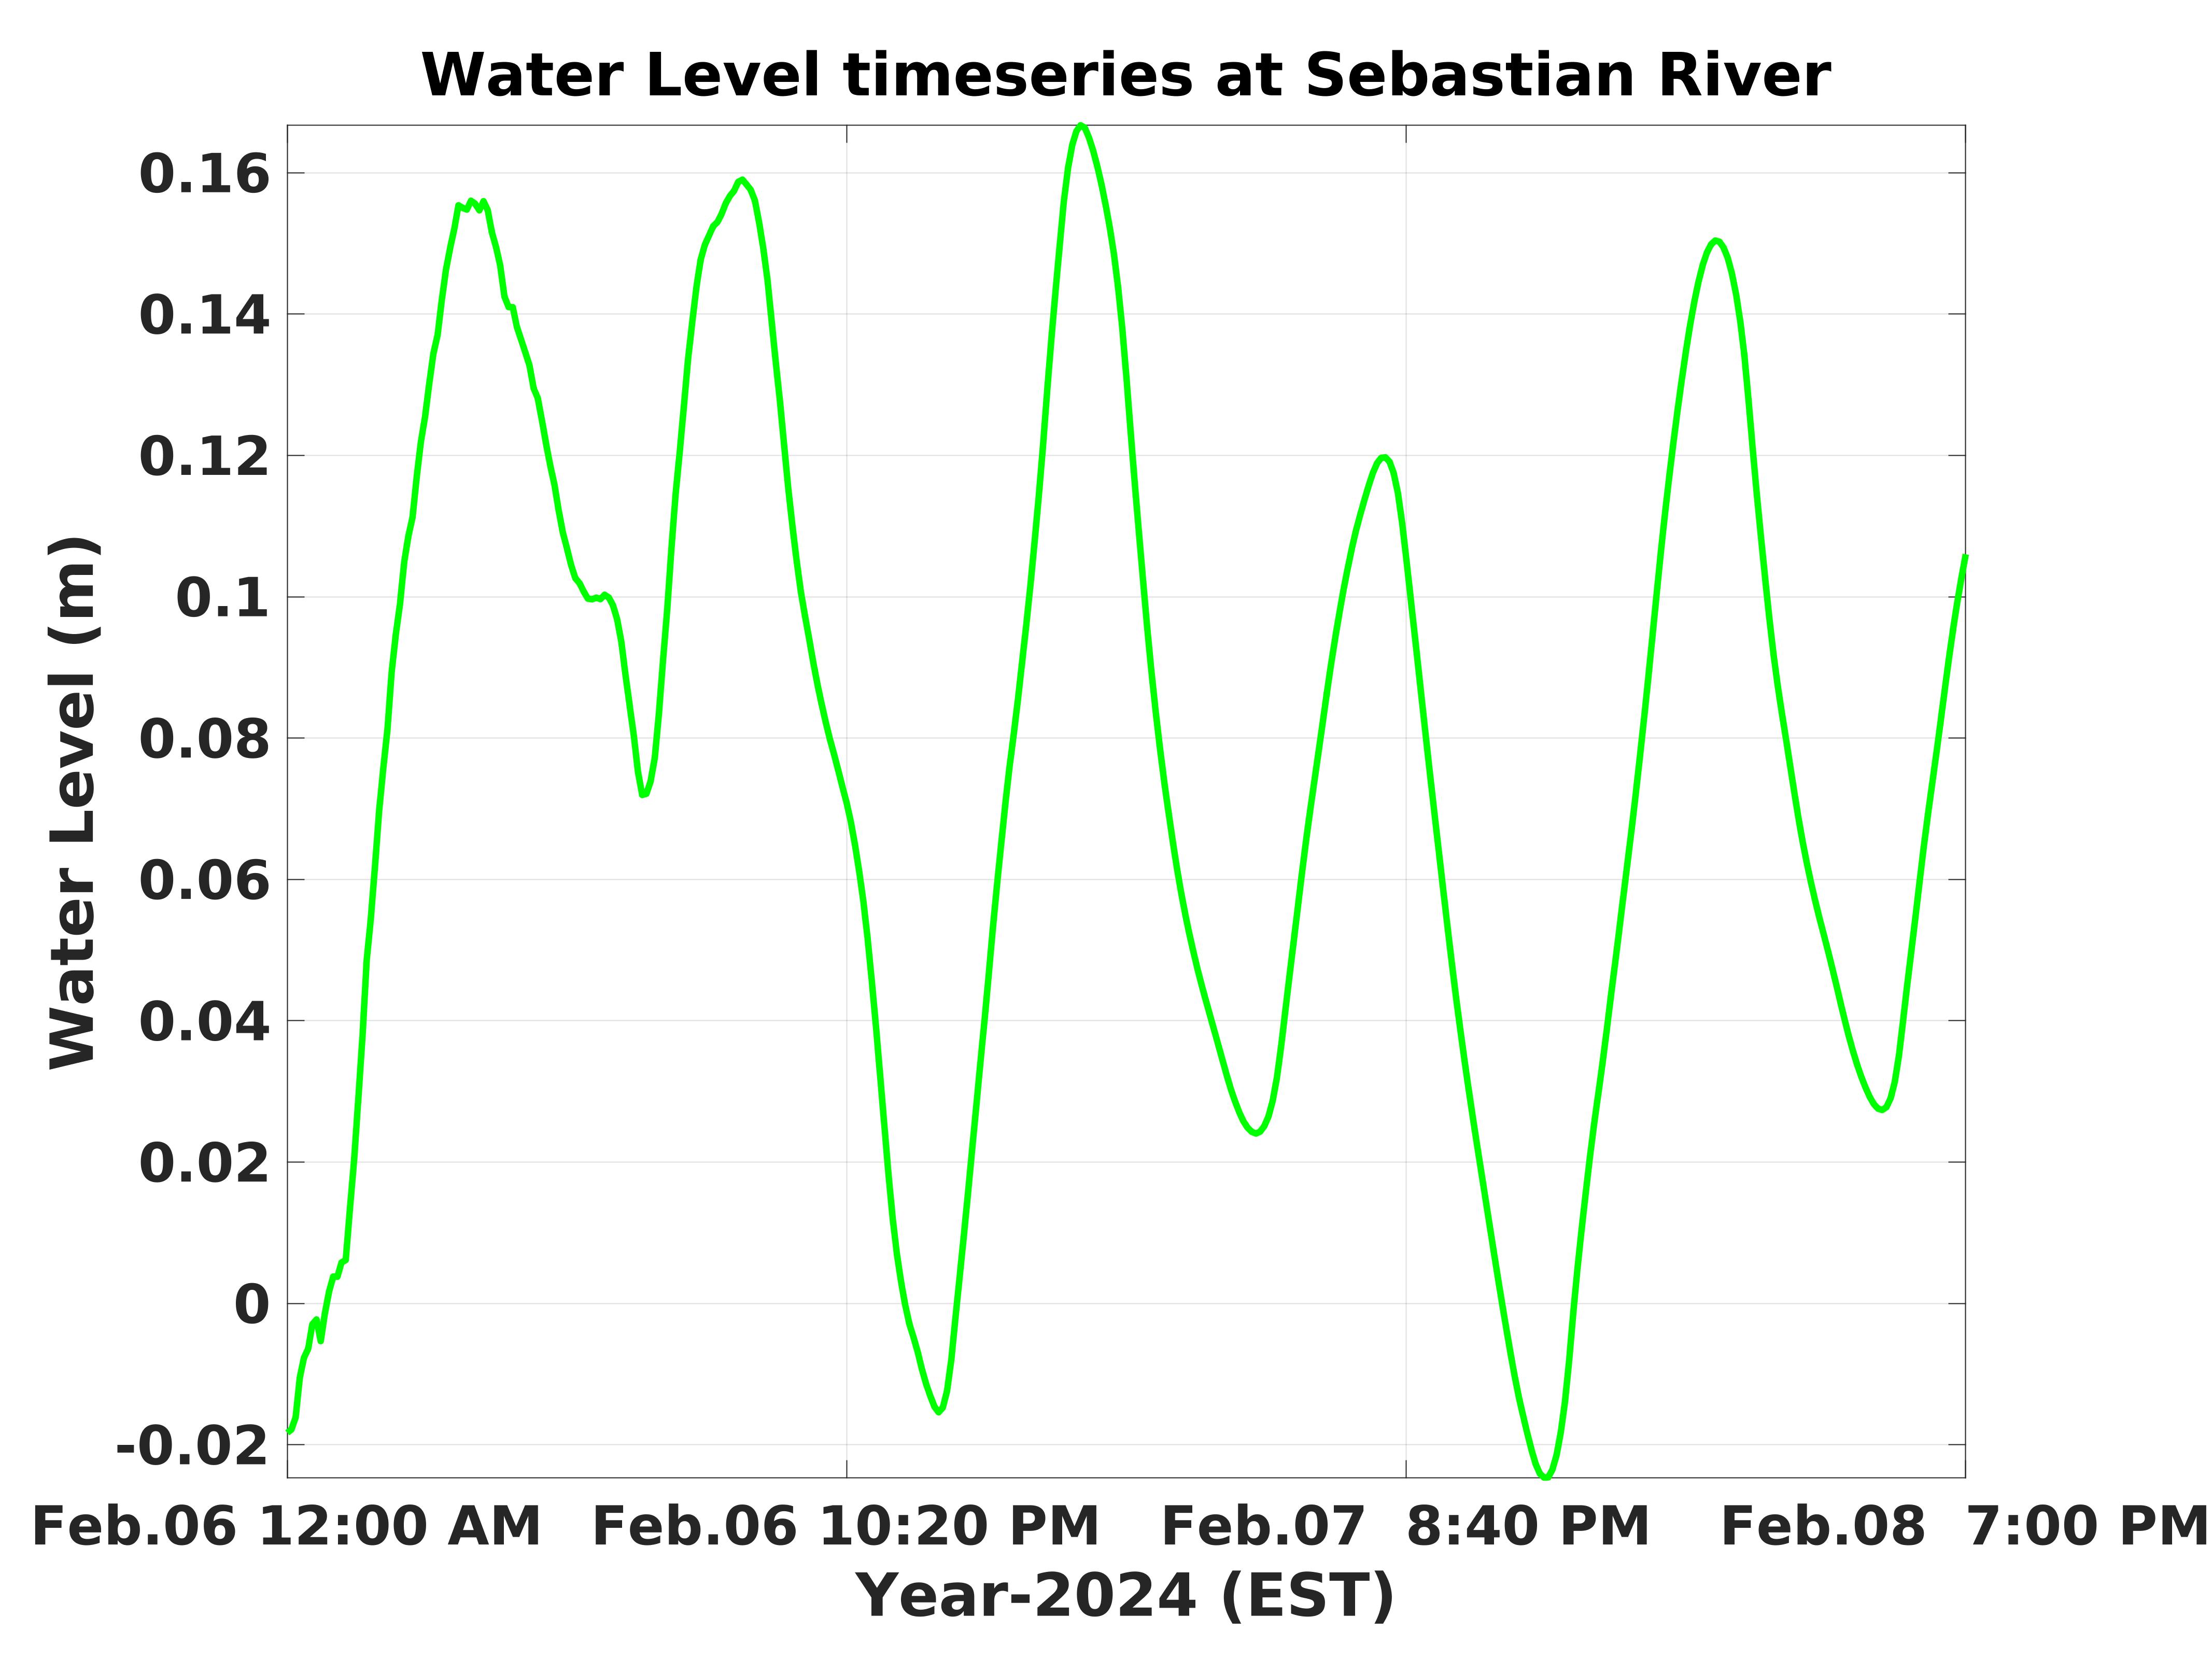 Water Level timeseries at Sebastian River
Water Level (m)
0.16
0.14
0.12
0.1
0.08
0.06
0.04
0.02
0
-0.02
Feb.06 12:00 AM Feb.06 10:20 PM Feb.07 8:40 PM Feb.08 7:00 PM
Year-2024 (EST)